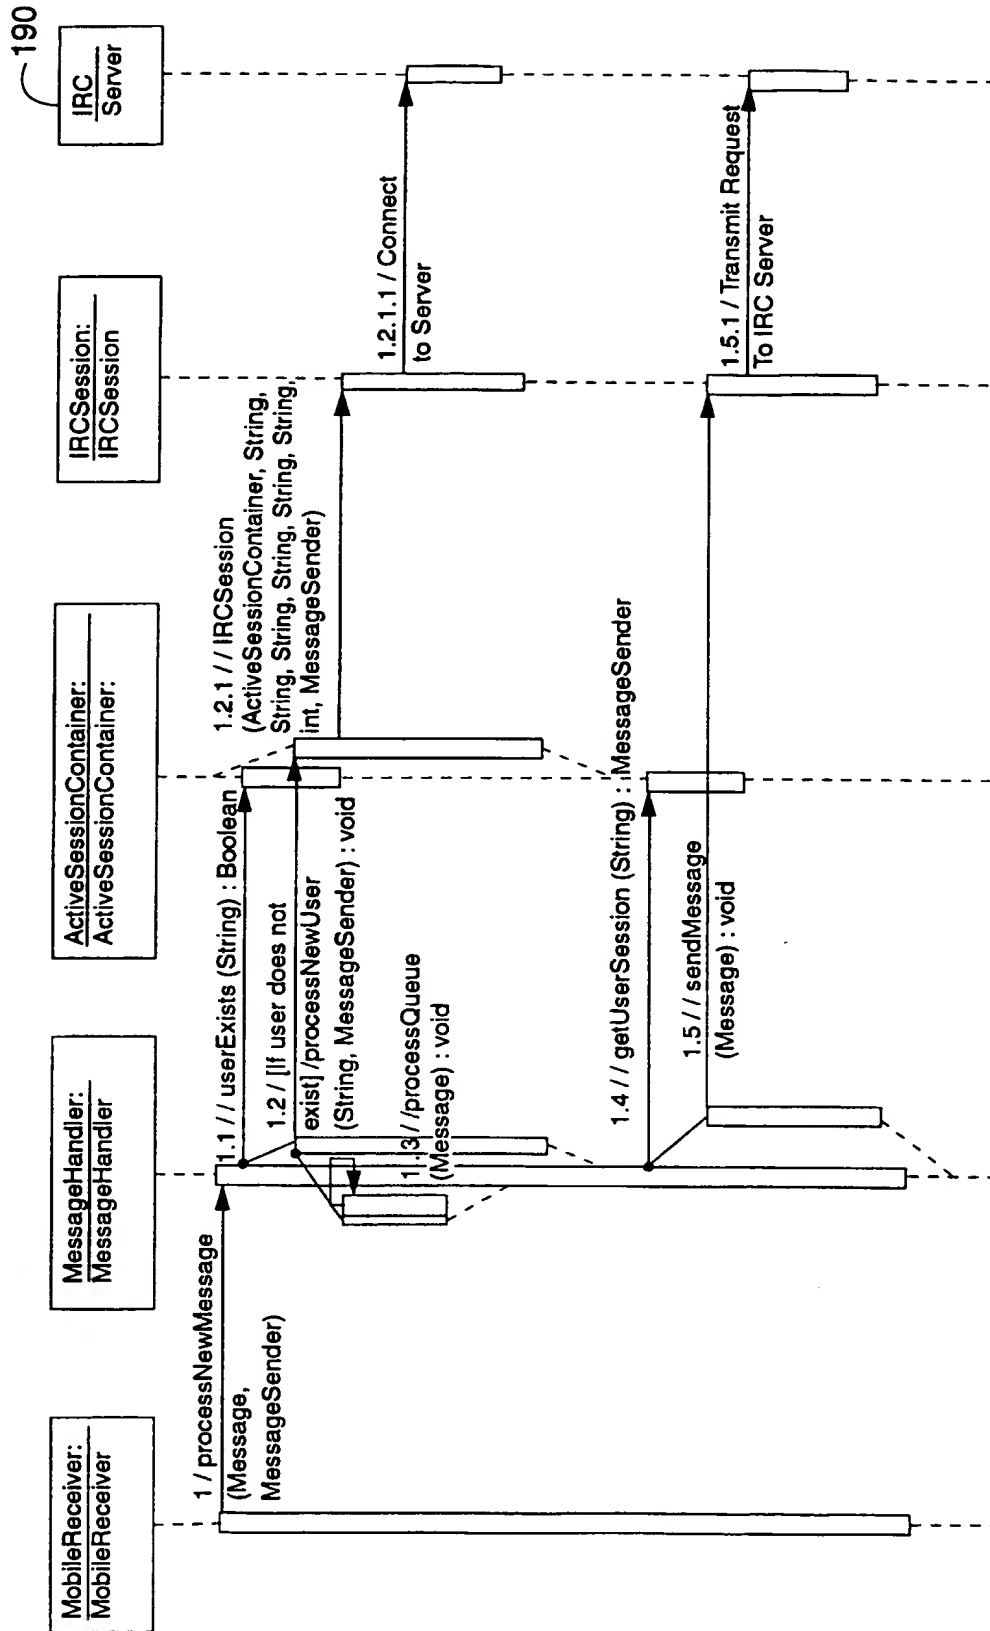 190
MobileReceiver:
MobileReceiver
MessageHandler:
MessageHandler
ActiveSessionContainer:
ActiveSessionContainer:
IRCSession:
IRCSession
IRC
Server
1 / processNewMessage
(Message,
MessageSender)
1.1 / / userExists (String) : Boolean
1.2 / [If user does not
exist] /processNewUser
(String, MessageSender) : void
1.2.1 / / IRCSession
(ActiveSessionContainer, String,
String, String, String, String, String,
int, MessageSender)
1.2.1.1 / Connect
to Server
1.3 / /processQueue
(Message) : void
1.4 / / getUserSession (String) : MessageSender
1.5 / / sendMessage
(Message) : void
1.5.1 / Transmit Request
To IRC Server